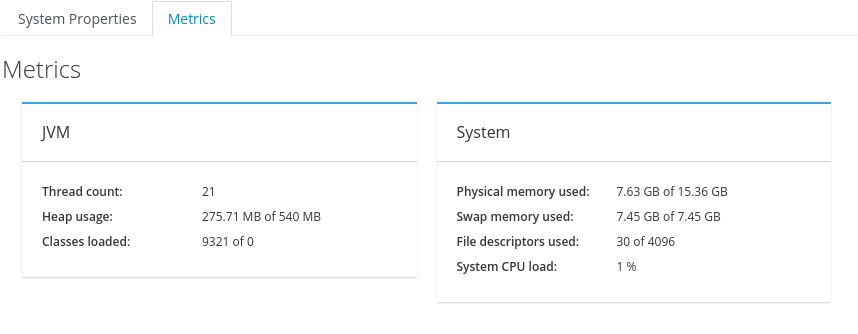 System Properties
Metrics
Metrics
JVM
Thread count: 21
Heap usage: 275.71 MB of 540 MB
Classes loaded: 9321 of 0
System
Physical memory used: 7.63 GB of 15.36 GB
Swap memory used: 7.45 GB of 7.45 GB
File descriptors used: 30 of 4096
System CPU load: 1 %